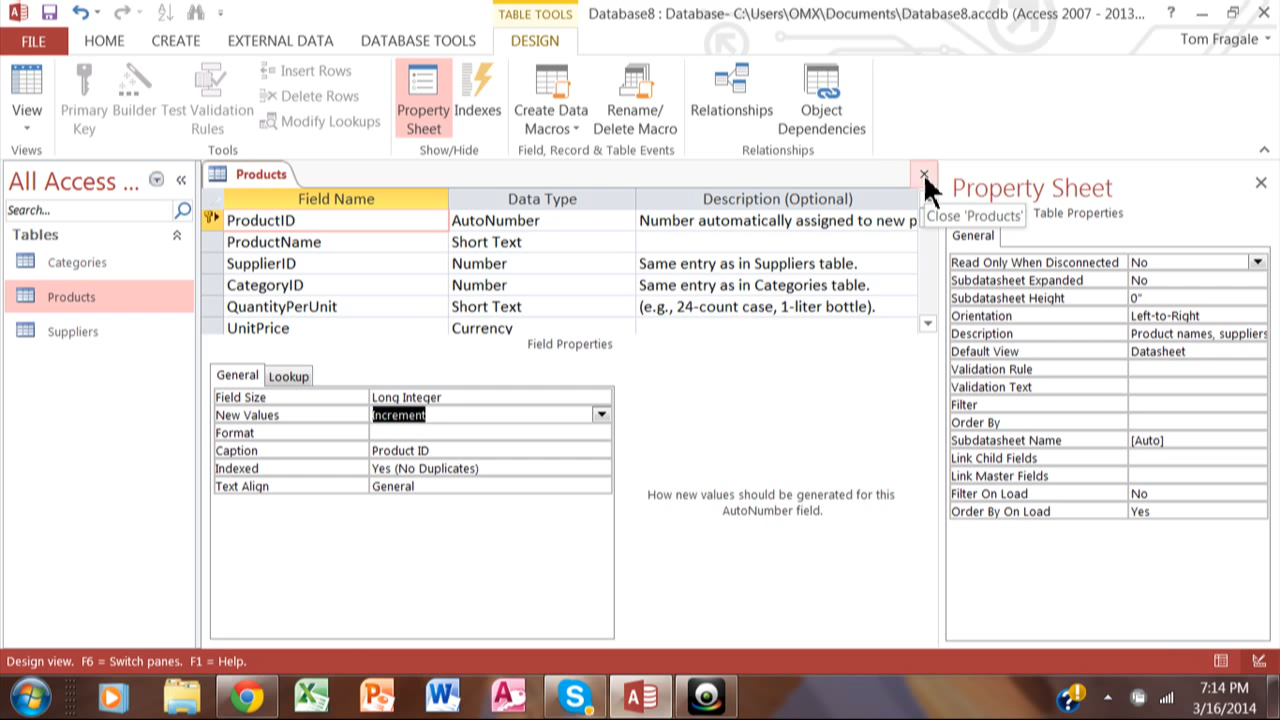 TABLE TOOLS
Database8 : Database- C:\Users\OMX\Documents\Database8.accdb (Access 2007 - 2013...
FILE HOME CREATE EXTERNAL DATA DATABASE TOOLS DESIGN
Tom Fragale
View
Primary Key
Builder
Test Validation Rules
Insert Rows
Delete Rows
Modify Lookups
Property Sheet
Indexes
Create Data Macros
Rename/ Delete Macro
Relationships
Object Dependencies
Views Tools Show/Hide Field, Record & Table Events Relationships
All Access ...
Search...
Tables
Categories
Products
Suppliers
Products
Field Name Data Type Description (Optional)
ProductID AutoNumber Number automatically assigned to new p
ProductName Short Text
SupplierID Number Same entry as in Suppliers table.
CategoryID Number Same entry as in Categories table.
QuantityPerUnit Short Text (e.g., 24-count case, 1-liter bottle).
UnitPrice Currency
Field Properties
General Lookup
Field Size Long Integer
New Values Increment
Format
Caption Product ID
Indexed Yes (No Duplicates)
Text Align General
How new values should be generated for this
AutoNumber field.
Close 'Products'
Property Sheet
Table Properties
General
Read Only When Disconnected No
Subdatasheet Expanded No
Subdatasheet Height 0"
Orientation Left-to-Right
Description Product names, suppliers
Default View Datasheet
Validation Rule
Validation Text
Filter
Order By
Subdatasheet Name [Auto]
Link Child Fields
Link Master Fields
Filter On Load No
Order By On Load Yes
Design view. F6 = Switch panes. F1 = Help.
7:14 PM
3/16/2014